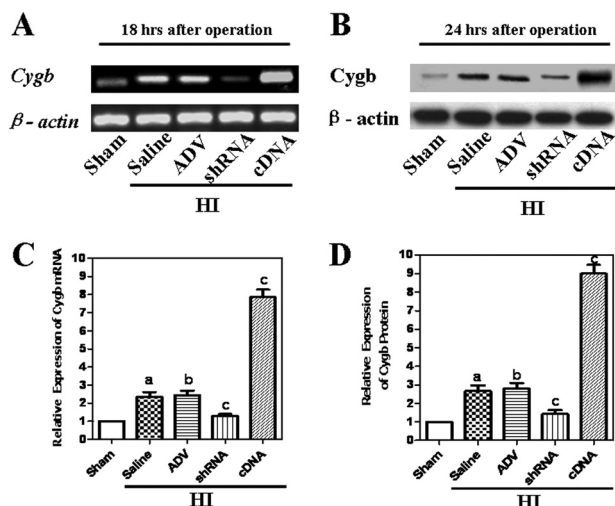 A
18 hrs after operation
Cygb
β - actin
Sham
Saline
ADV
shRNA
cDNA
HI
B
24 hrs after operation
Cygb
β - actin
Sham
Saline
ADV
shRNA
cDNA
HI
C
Relative Expression of Cygb mRNA
10
9
8
7
6
5
4
3
2
1
0
a
b
c
c
Sham
Saline
ADV
shRNA
cDNA
HI
D
Relative Expression
of Cygb Protein
10
9
8
7
6
5
4
3
2
1
0
a
b
c
c
Sham
Saline
ADV
shRNA
cDNA
HI